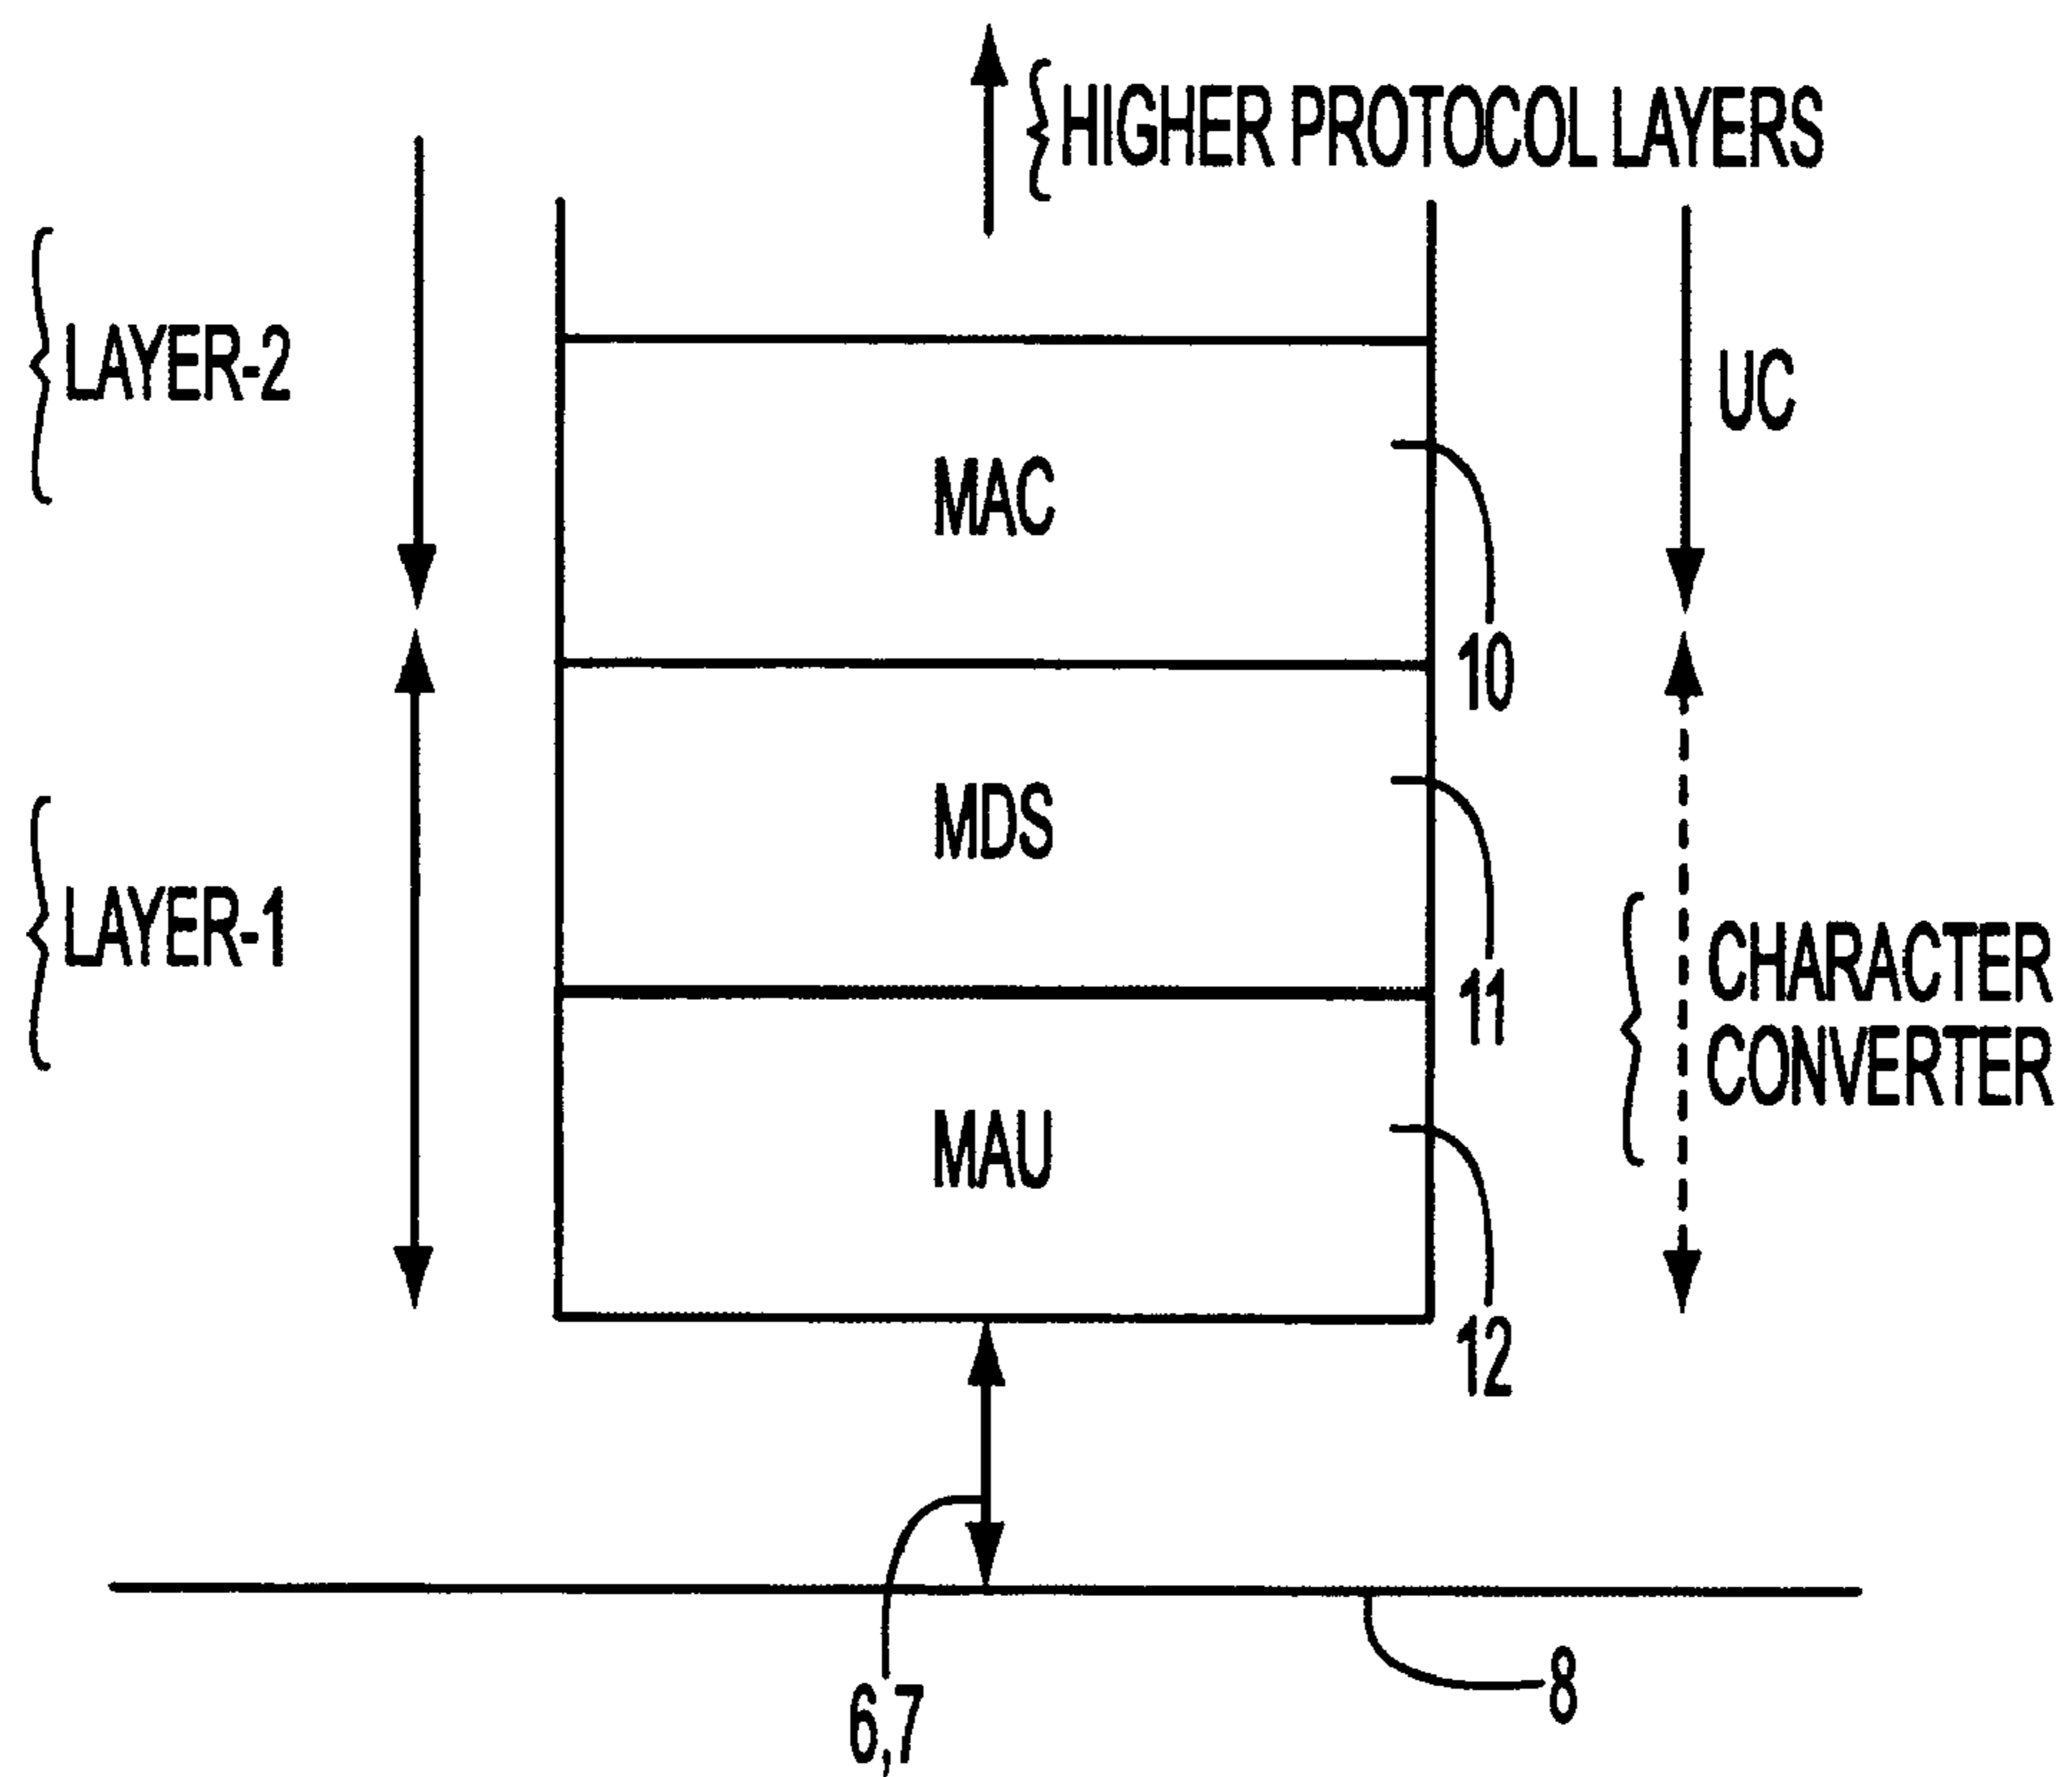 HIGHER PROTOCOL LAYERS
LAYER-2
UC
MAC
10
MDS
LAYER-1
CHARACTER
CONVERTER
11
MAU
12
6,7
8